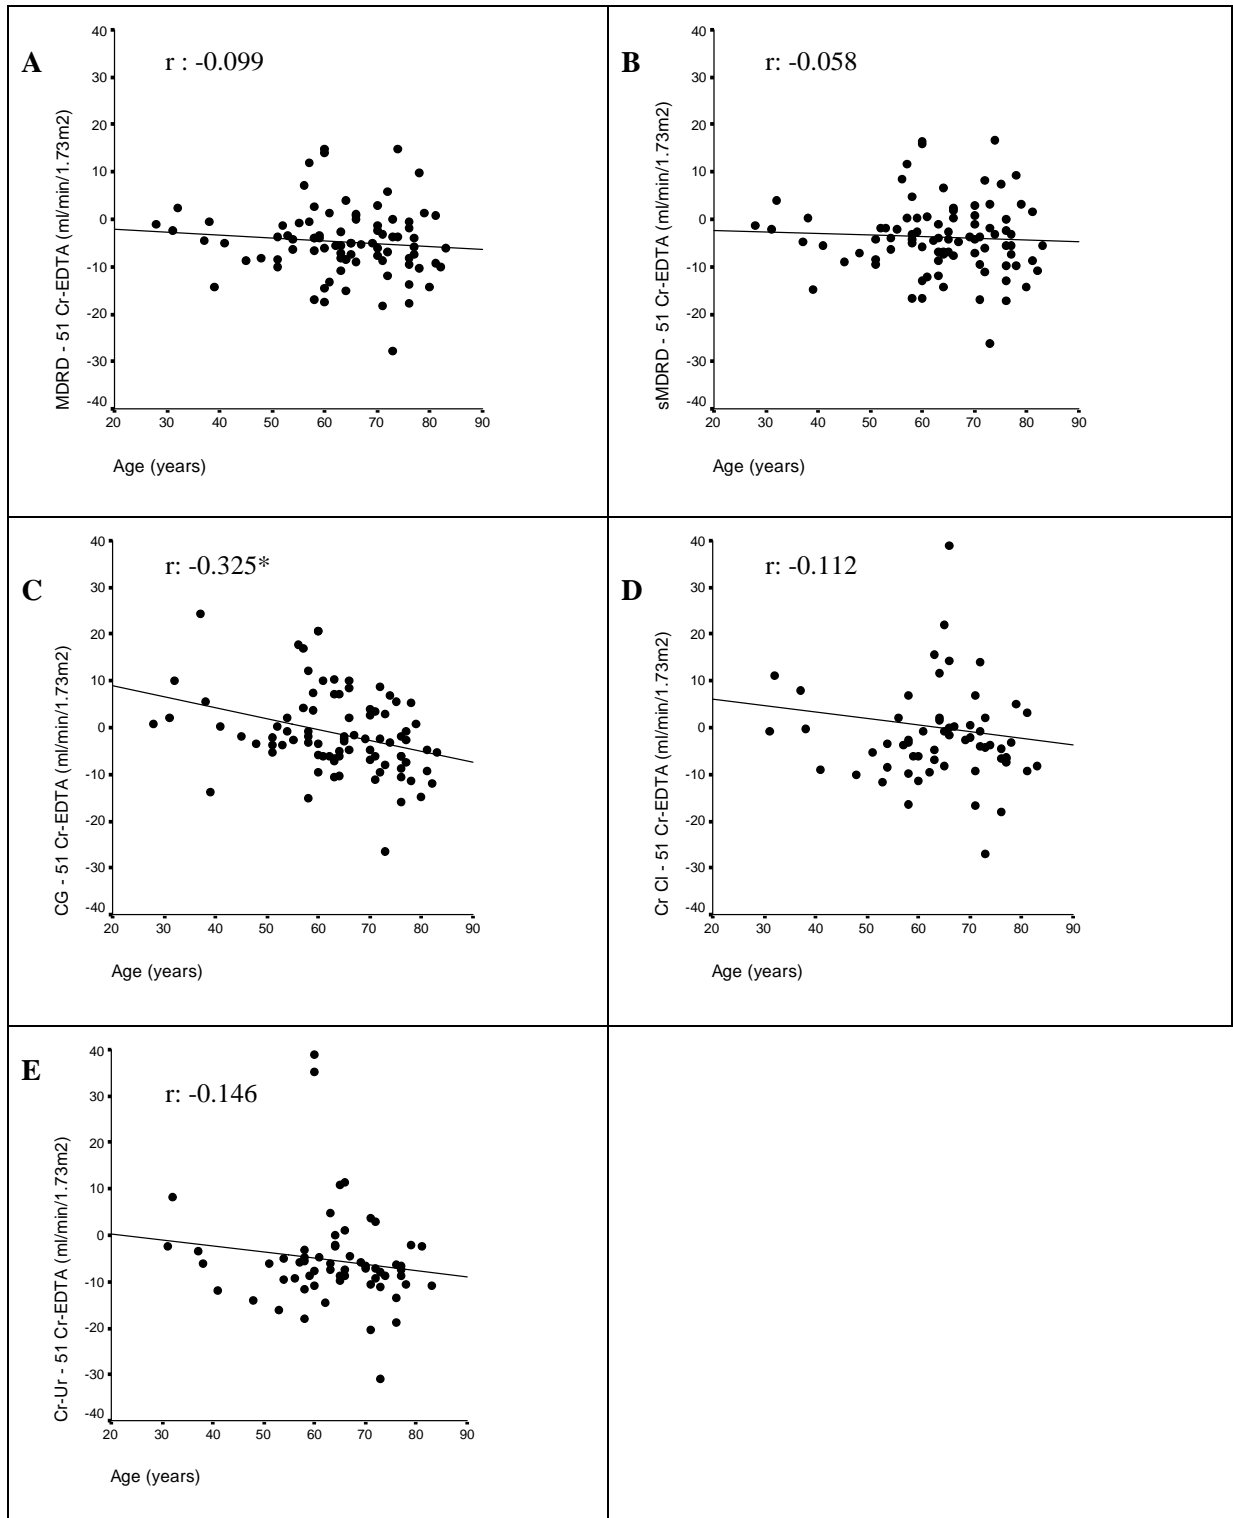 A
r : -0.099
MDRD - 51 Cr-EDTA (ml/min/1.73m2)
40
30
20
10
0
-10
-20
-30
-40
20 30 40 50 60 70 80 90
Age (years)
B
r: -0.058
sMDRD - 51 Cr-EDTA (ml/min/1.73m2)
40
30
20
10
0
-10
-20
-30
-40
20 30 40 50 60 70 80 90
Age (years)
C
r: -0.325*
CG - 51 Cr-EDTA (ml/min/1.73m2)
40
30
20
10
0
-10
-20
-30
-40
20 30 40 50 60 70 80 90
Age (years)
D
r: -0.112
Cr Cl - 51 Cr-EDTA (ml/min/1.73m2)
40
30
20
10
0
-10
-20
-30
-40
20 30 40 50 60 70 80 90
Age (years)
E
r: -0.146
Cr-Ur - 51 Cr-EDTA (ml/min/1.73m2)
40
30
20
10
0
-10
-20
-30
-40
20 30 40 50 60 70 80 90
Age (years)